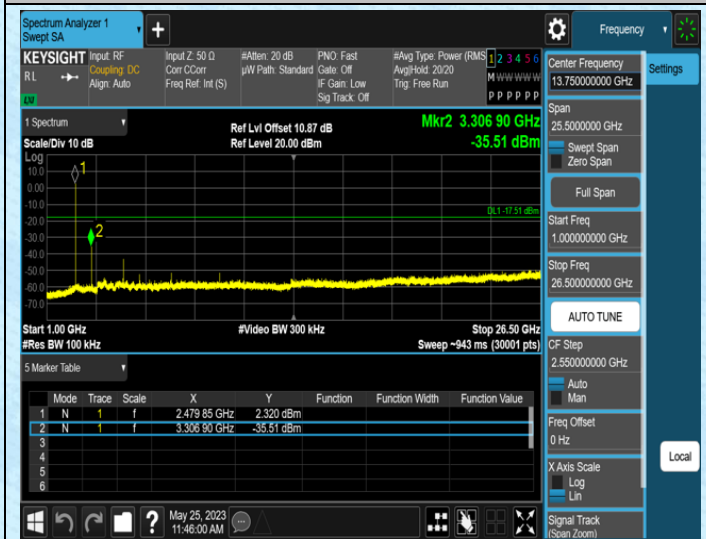 Spectrum Analyzer 1
Swept SA
Frequency
KEYSIGHT
R L
LXI
Input: RF
Coupling: DC
Align: Auto
Input Z: 50 Ω
Corr CCorr
Freq Ref: Int (S)
#Atten: 20 dB
µW Path: Standard
PNO: Fast
Gate: Off
IF Gain: Low
Sig Track: Off
#Avg Type: Power (RMS
Avg|Hold: 20/20
Trig: Free Run
1 2 3 4 5 6
M W W W W W
P P P P P P
1 Spectrum
Scale/Div 10 dB
Ref Lvl Offset 10.87 dB
Ref Level 20.00 dBm
Mkr2 3.306 90 GHz
-35.51 dBm
Log
10.0
0.00
-10.0
-20.0
-30.0
-40.0
-50.0
-60.0
-70.0
1
2
DL1 -17.51 dBm
Start 1.00 GHz
#Res BW 100 kHz
#Video BW 300 kHz
Stop 26.50 GHz
Sweep ~943 ms (30001 pts)
5 Marker Table
Mode Trace Scale X Y Function Function Width Function Value
1 N 1 f 2.479 85 GHz 2.320 dBm
2 N 1 f 3.306 90 GHz -35.51 dBm
3
4
5
6
May 25, 2023
11:46:00 AM
Center Frequency
13.750000000 GHz
Settings
Span
25.5000000 GHz
Swept Span
Zero Span
Full Span
Start Freq
1.000000000 GHz
Stop Freq
26.500000000 GHz
AUTO TUNE
CF Step
2.550000000 GHz
Auto
Man
Freq Offset
0 Hz
X Axis Scale
Log
Lin
Local
Signal Track
(Span Zoom)